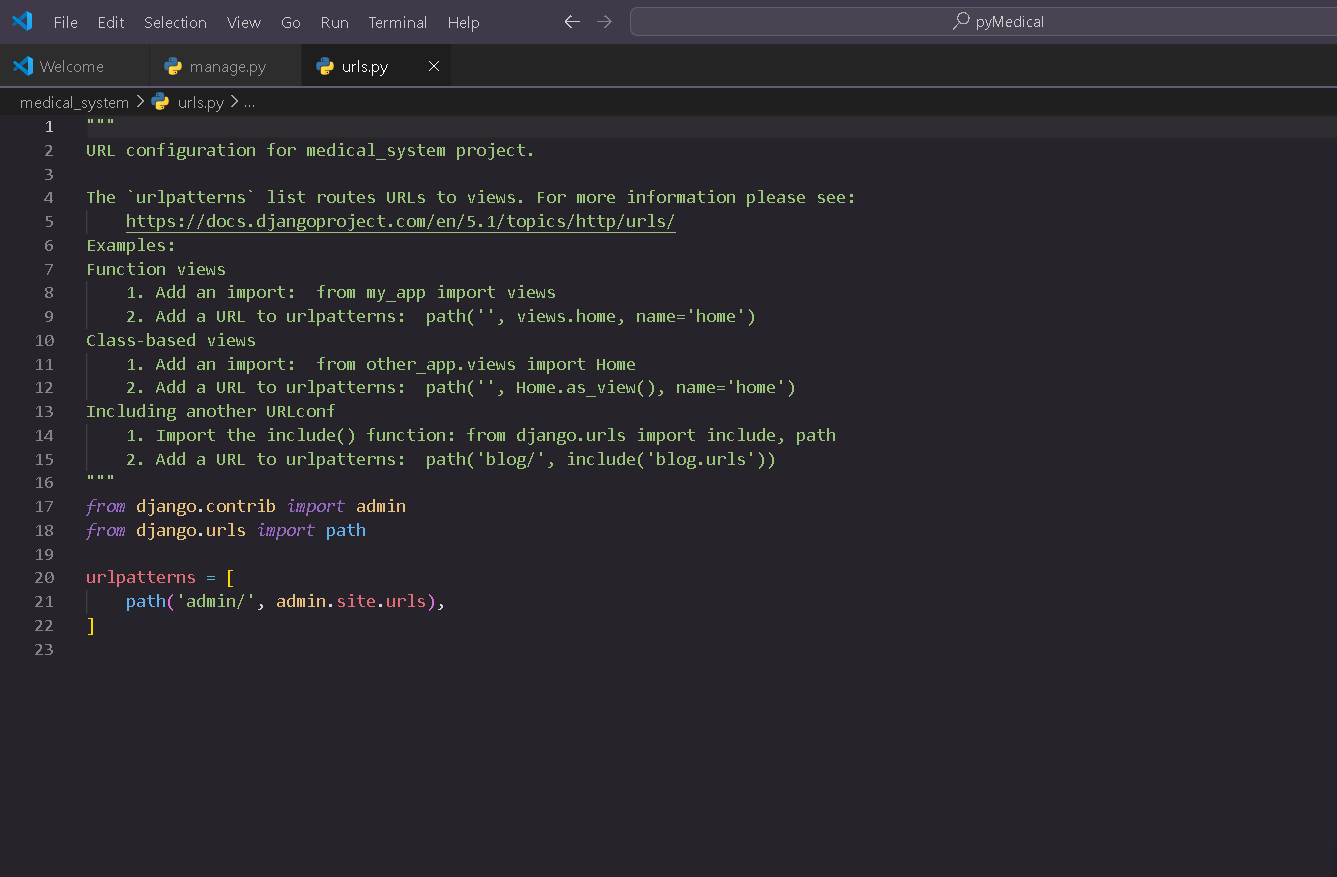 File Edit Selection View Go Run Terminal Help pyMedical
Welcome manage.py urls.py
medical_system > urls.py > ...
1 """
2 URL configuration for medical_system project.
3
4 The `urlpatterns` list routes URLs to views. For more information please see:
5     https://docs.djangoproject.com/en/5.1/topics/http/urls/
6 Examples:
7 Function views
8     1. Add an import:  from my_app import views
9     2. Add a URL to urlpatterns:  path('', views.home, name='home')
10 Class-based views
11     1. Add an import:  from other_app.views import Home
12     2. Add a URL to urlpatterns:  path('', Home.as_view(), name='home')
13 Including another URLconf
14     1. Import the include() function: from django.urls import include, path
15     2. Add a URL to urlpatterns:  path('blog/', include('blog.urls'))
16 """
17 from django.contrib import admin
18 from django.urls import path
19
20 urlpatterns = [
21     path('admin/', admin.site.urls),
22 ]
23